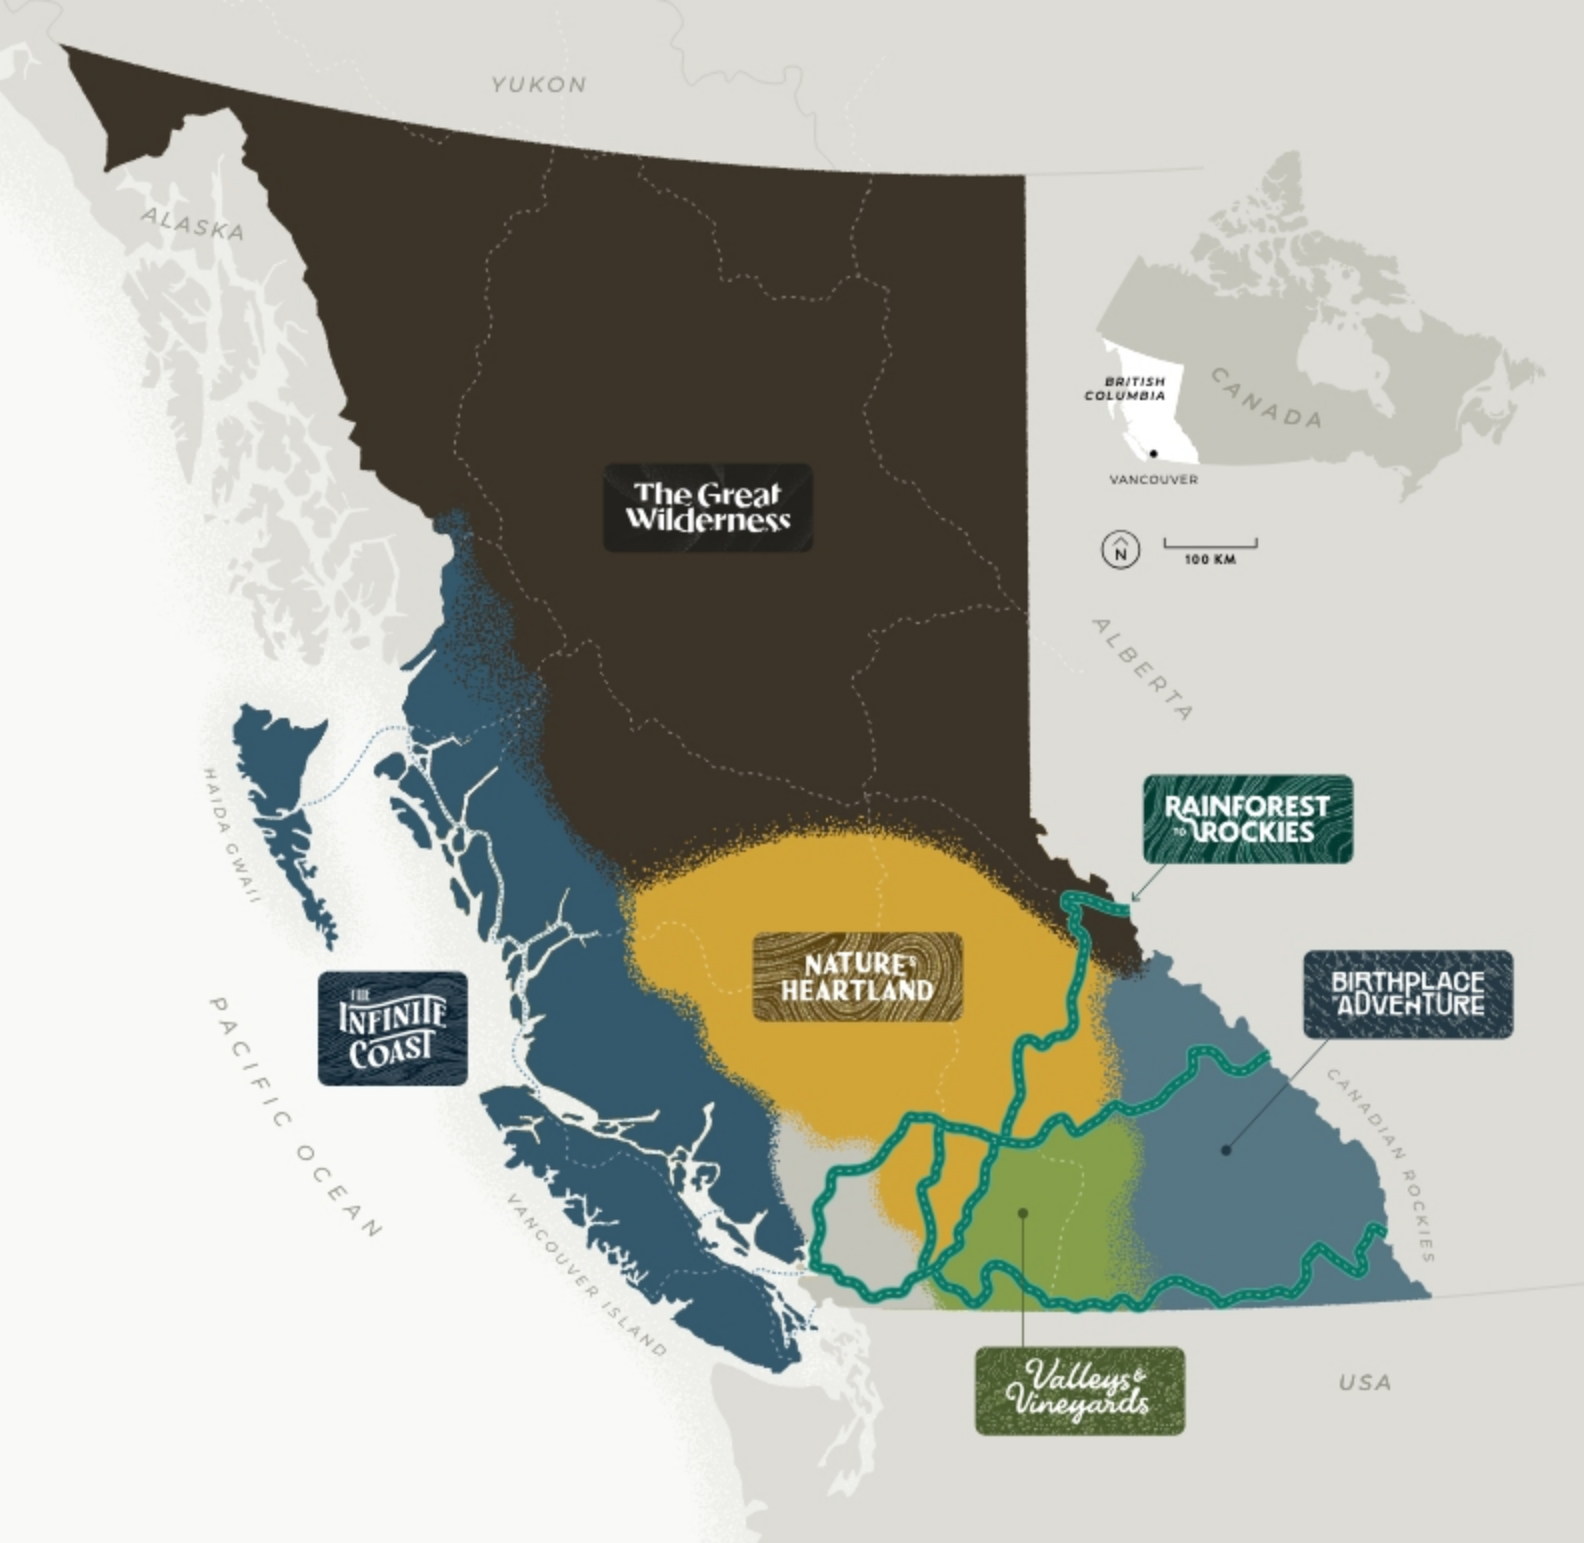 YUKON
ALASKA
BRITISH
COLUMBIA
CANADA
VANCOUVER
The Great
Wilderness
N
100 KM
ALBERTA
HAIDA GWAII
RAINFOREST
TO ROCKIES
NATURE'S
HEARTLAND
BIRTHPLACE
OF ADVENTURE
THE
INFINITE
COAST
PACIFIC OCEAN
CANADIAN ROCKIES
VANCOUVER ISLAND
Valleys &
Vineyards
USA